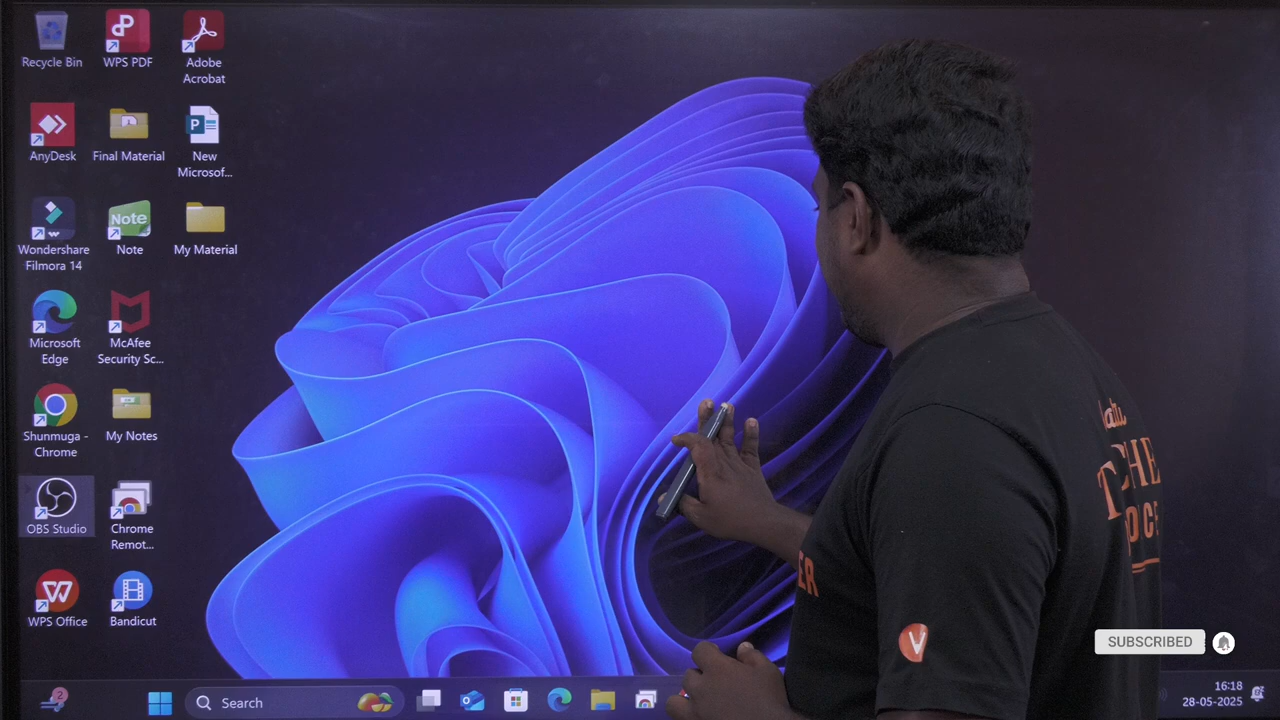 Recycle Bin
WPS PDF
Adobe
Acrobat
AnyDesk
Final Material
New
Microsof...
Wondershare
Filmora 14
Note
Note
My Material
Microsoft
Edge
McAfee
Security Sc...
Shunmuga -
Chrome
My Notes
OBS Studio
Chrome
Remot...
WPS Office
Bandicut
2
Search
16:18
28-05-2025
SUBSCRIBED
ER
V